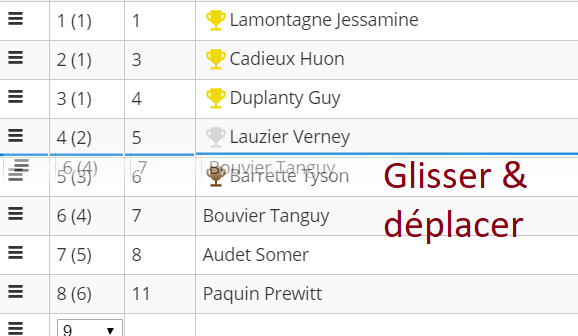 1 (1) 1 Lamontagne Jessamine
2 (1) 3 Cadieux Huon
3 (1) 4 Duplanty Guy
4 (2) 5 Lauzier Verney
6 (4) 7 Bouvier Tanguy
5 (3) 6 Barrette Tyson
Glisser &
déplacer
6 (4) 7 Bouvier Tanguy
7 (5) 8 Audet Somer
8 (6) 11 Paquin Prewitt
9